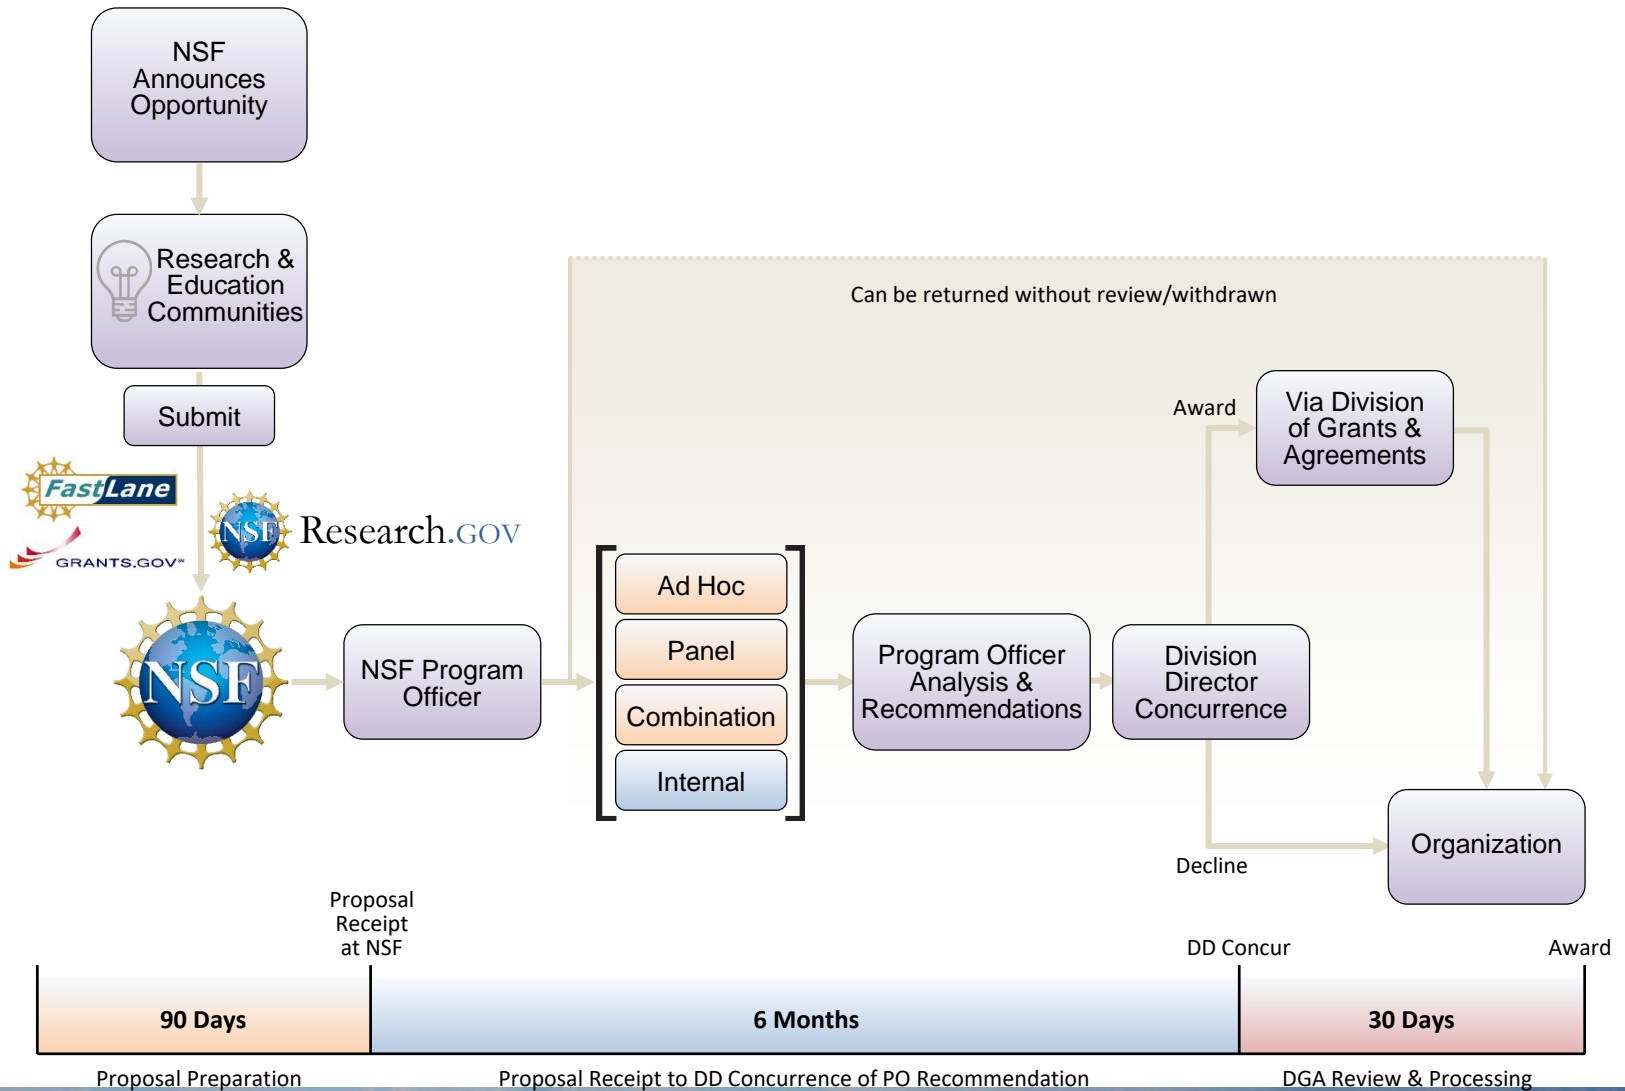 NSF
Announces
Opportunity
Research &
Education
Communities
Submit
FastLane
GRANTS.GOV℠
NSF
Research.GOV
NSF
NSF Program
Officer
Can be returned without review/withdrawn
Ad Hoc
Panel
Combination
Internal
Program Officer
Analysis &
Recommendations
Division
Director
Concurrence
Award
Via Division
of Grants &
Agreements
Decline
Organization
Proposal
Receipt
at NSF
DD Concur
Award
90 Days
6 Months
30 Days
Proposal Preparation
Proposal Receipt to DD Concurrence of PO Recommendation
DGA Review & Processing